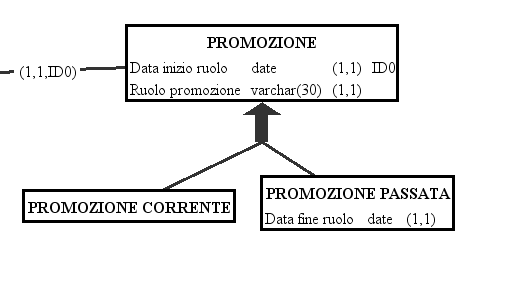 PROMOZIONE
(1,1,ID0) Data inizio ruolo date (1,1) ID0
Ruolo promozione varchar(30) (1,1)
PROMOZIONE CORRENTE
PROMOZIONE PASSATA
Data fine ruolo date (1,1)